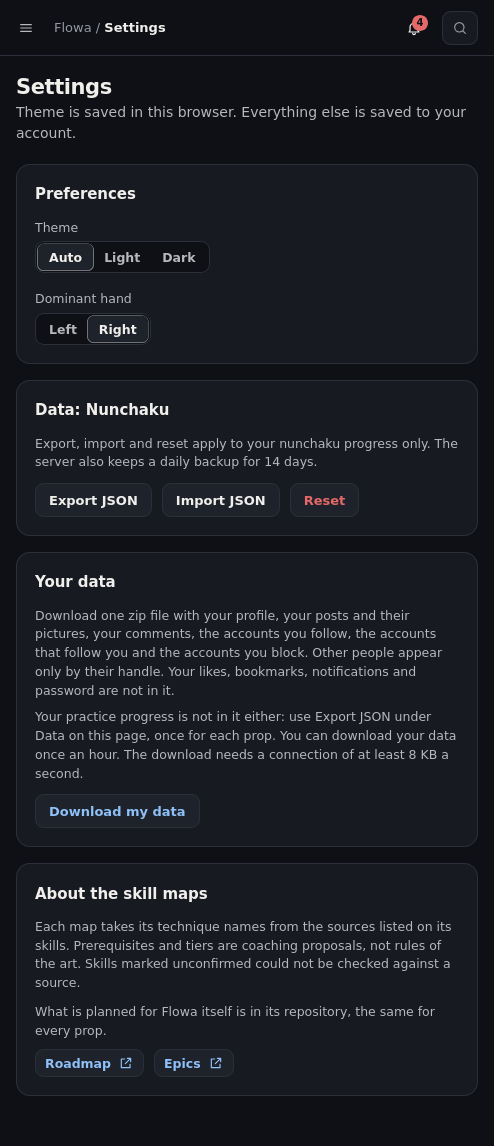 Flowa / Settings
4
Settings
Theme is saved in this browser. Everything else is saved to your
account.
Preferences
Theme
Auto Light Dark
Dominant hand
Left Right
Data: Nunchaku
Export, import and reset apply to your nunchaku progress only. The
server also keeps a daily backup for 14 days.
Export JSON Import JSON Reset
Your data
Download one zip file with your profile, your posts and their
pictures, your comments, the accounts you follow, the accounts
that follow you and the accounts you block. Other people appear
only by their handle. Your likes, bookmarks, notifications and
password are not in it.
Your practice progress is not in it either: use Export JSON under
Data on this page, once for each prop. You can download your data
once an hour. The download needs a connection of at least 8 KB a
second.
Download my data
About the skill maps
Each map takes its technique names from the sources listed on its
skills. Prerequisites and tiers are coaching proposals, not rules of
the art. Skills marked unconfirmed could not be checked against a
source.
What is planned for Flowa itself is in its repository, the same for
every prop.
Roadmap Epics